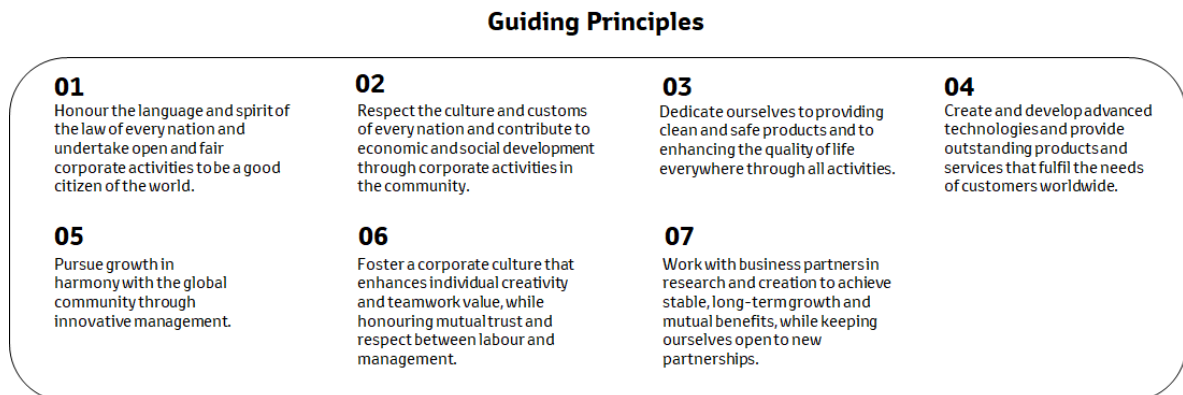 Guiding Principles
01
Honour the language and spirit of
the law of every nation and
undertake open and fair
corporate activities to be a good
citizen of the world.
02
Respect the culture and customs
of every nation and contribute to
economic and social development
through corporate activities in
the community.
03
Dedicate ourselves to providing
clean and safe products and to
enhancing the quality of life
everywhere through all activities.
04
Create and develop advanced
technologies and provide
outstanding products and
services that fulfil the needs
of customers worldwide.
05
Pursue growth in
harmony with the global
community through
innovative management.
06
Foster a corporate culture that
enhances individual creativity
and teamwork value, while
honouring mutual trust and
respect between labour and
management.
07
Work with business partners in
research and creation to achieve
stable, long-term growth and
mutual benefits, while keeping
ourselves open to new
partnerships.